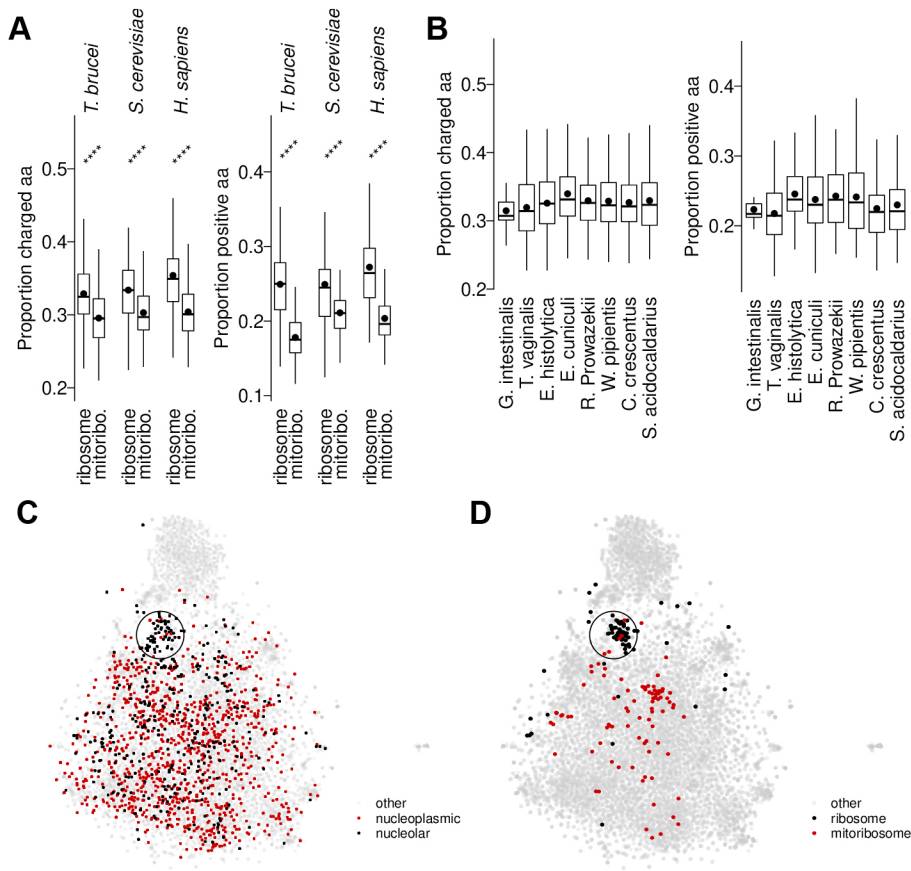 A
T. brucei
S. cerevisiae
H. sapiens
****
****
****
Proportion charged aa
0.5
0.4
0.3
0.2
ribosome
mitoribo.
ribosome
mitoribo.
ribosome
mitoribo.
T. brucei
S. cerevisiae
H. sapiens
****
****
****
Proportion positive aa
0.4
0.3
0.2
0.1
ribosome
mitoribo.
ribosome
mitoribo.
ribosome
mitoribo.
B
Proportion charged aa
0.5
0.4
0.3
0.2
G. intestinalis
T. vaginalis
E. histolytica
E. cuniculi
R. Prowazekii
W. pipientis
C. crescentus
S. acidocaldarius
Proportion positive aa
0.4
0.3
0.2
G. intestinalis
T. vaginalis
E. histolytica
E. cuniculi
R. Prowazekii
W. pipientis
C. crescentus
S. acidocaldarius
C
other
nucleoplasmic
nucleolar
D
other
ribosome
mitoribosome